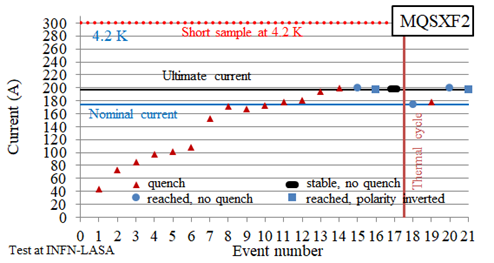 MQSXF2
300
280
260
240
220
200
180
160
140
120
100
80
60
40
20
0
Current (A)
4.2 K
Short sample at 4.2 K
Ultimate current
Nominal current
Thermal cycle
quench
stable, no quench
reached, no quench
reached, polarity inverted
0 1 2 3 4 5 6 7 8 9 10 11 12 13 14 15 16 17 18 19 20 21
Test at INFN-LASA
Event number